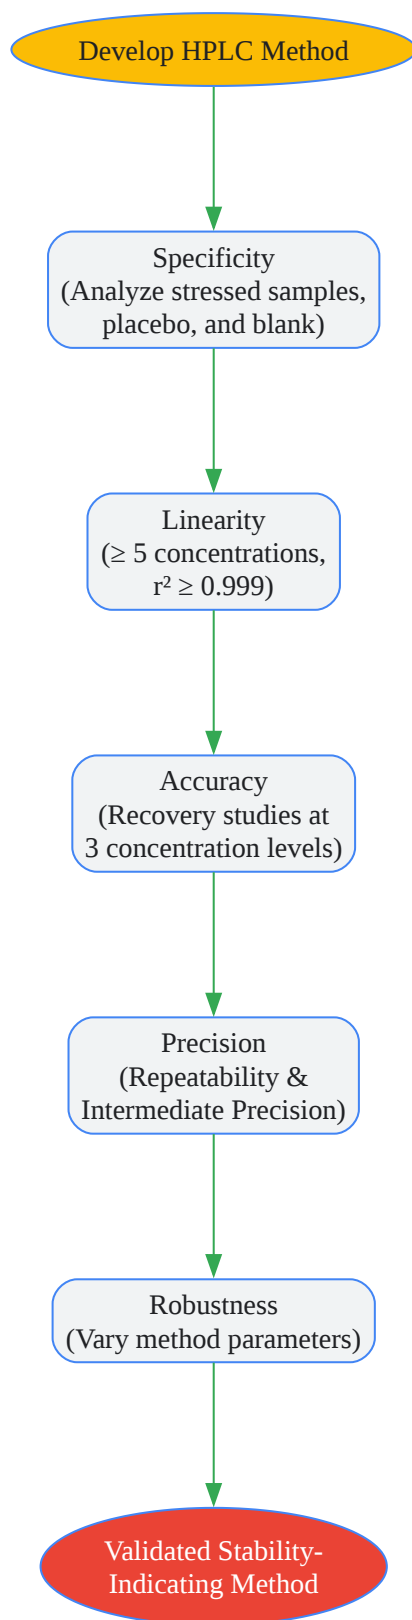 Develop HPLC Method
Specificity
(Analyze stressed samples,
placebo, and blank)
Linearity
(≥ 5 concentrations,
r² ≥ 0.999)
Accuracy
(Recovery studies at
3 concentration levels)
Precision
(Repeatability &
Intermediate Precision)
Robustness
(Vary method parameters)
Validated Stability-
Indicating Method